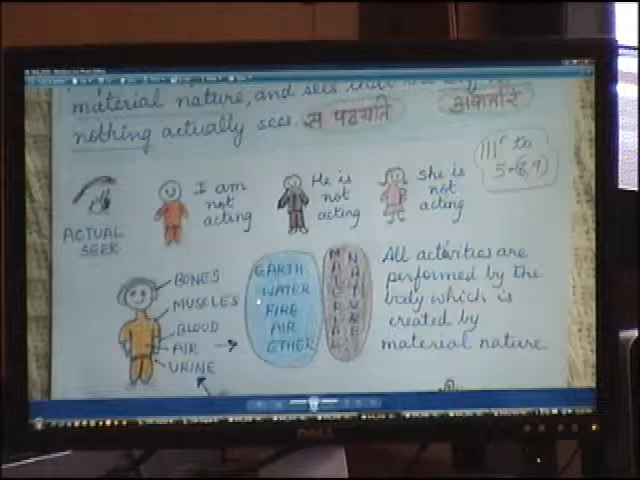 material nature, and sees that
nothing actually sees. स पश्यति
अकर्तारं
to
5-(8,9)
ACTUAL
SEEK
I am
not
acting
He is
not
acting
She is
not
acting
BONES
MUSCLES
BLOOD
AIR
URINE
EARTH
WATER
FIRE
AIR
ETHER
MATERIAL
NATURE
All activities are
performed by the
body which is
created by
material nature
DELL